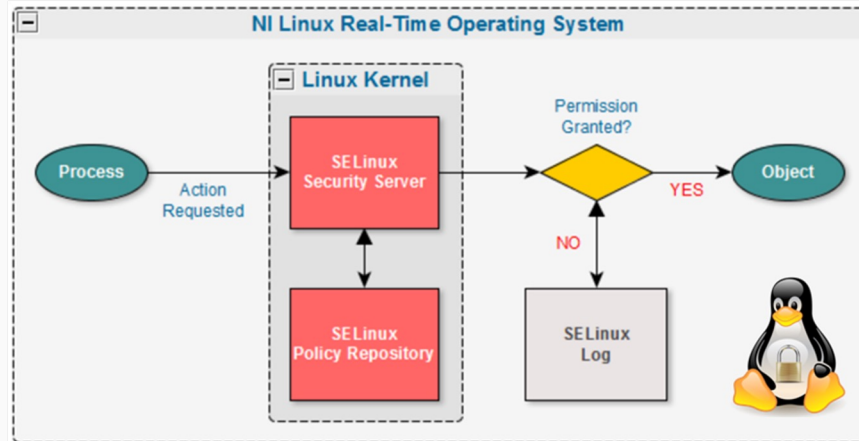 NI Linux Real-Time Operating System
Linux Kernel
Process
Action
Requested
SELinux
Security Server
Permission
Granted?
YES
Object
NO
SELinux
Policy Repository
SELinux
Log